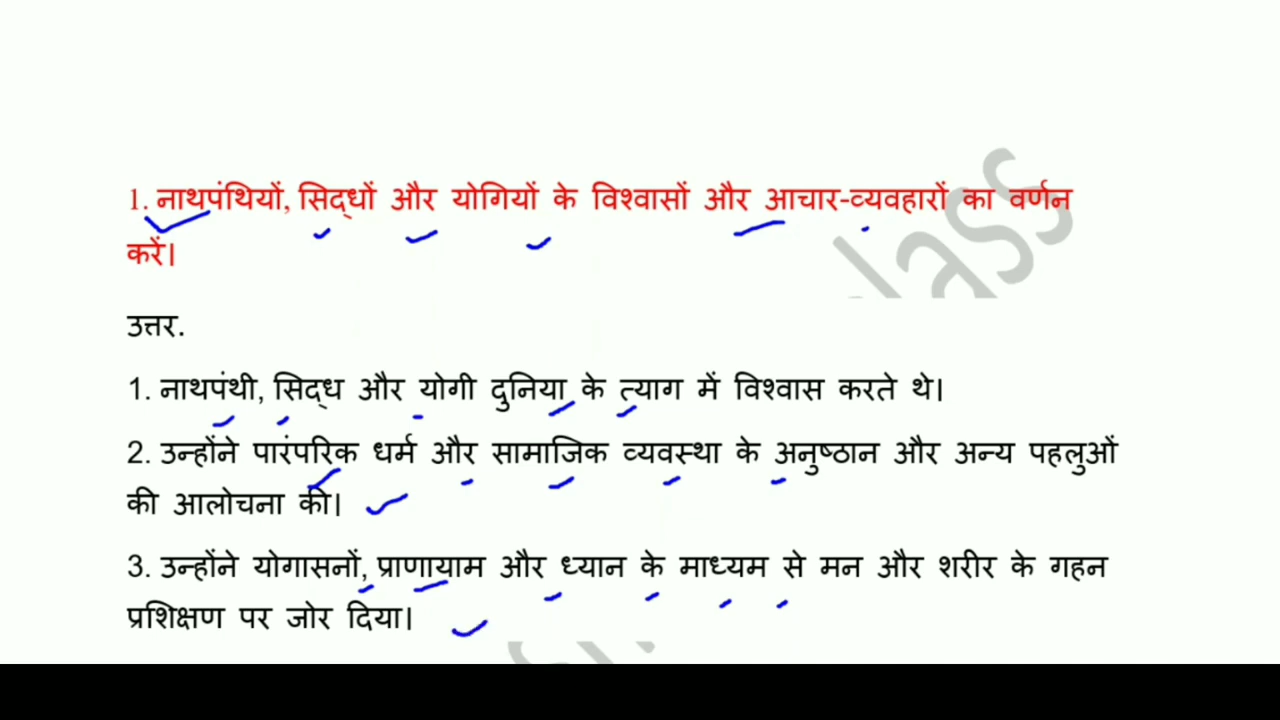 1. नाथपंथियों, सिद्धों और योगियों के विश्वासों और आचार-व्यवहारों का वर्णन
करें।
उत्तर.
1. नाथपंथी, सिद्ध और योगी दुनिया के त्याग में विश्वास करते थे।
2. उन्होंने पारंपरिक धर्म और सामाजिक व्यवस्था के अनुष्ठान और अन्य पहलुओं
की आलोचना की।
3. उन्होंने योगासनों, प्राणायाम और ध्यान के माध्यम से मन और शरीर के गहन
प्रशिक्षण पर जोर दिया।